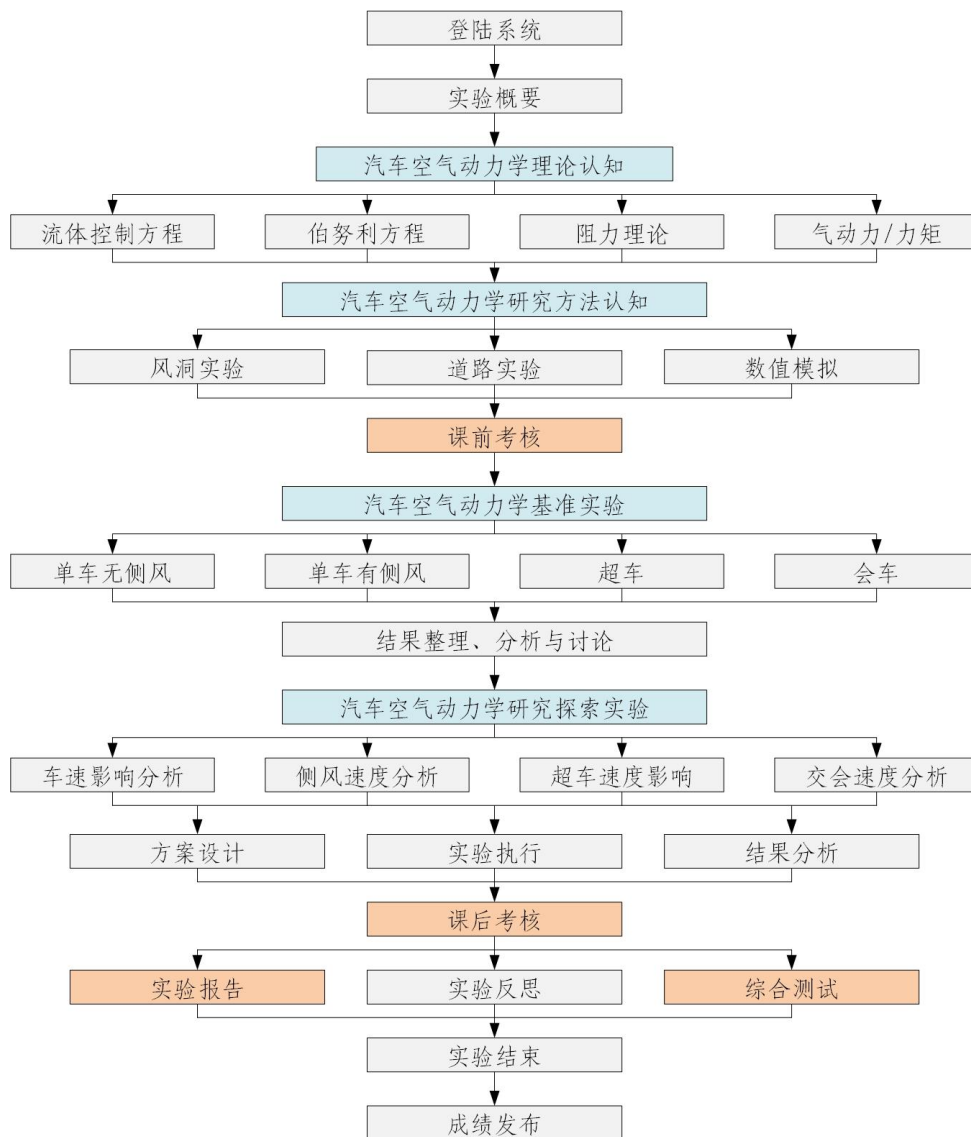 登陆系统
实验概要
汽车空气动力学理论认知
流体控制方程
伯努利方程
阻力理论
气动力/力矩
汽车空气动力学研究方法认知
风洞实验
道路实验
数值模拟
课前考核
汽车空气动力学基准实验
单车无侧风
单车有侧风
超车
会车
结果整理、分析与讨论
汽车空气动力学研究探索实验
车速影响分析
侧风速度分析
超车速度影响
交会速度分析
方案设计
实验执行
结果分析
课后考核
实验报告
实验反思
综合测试
实验结束
成绩发布